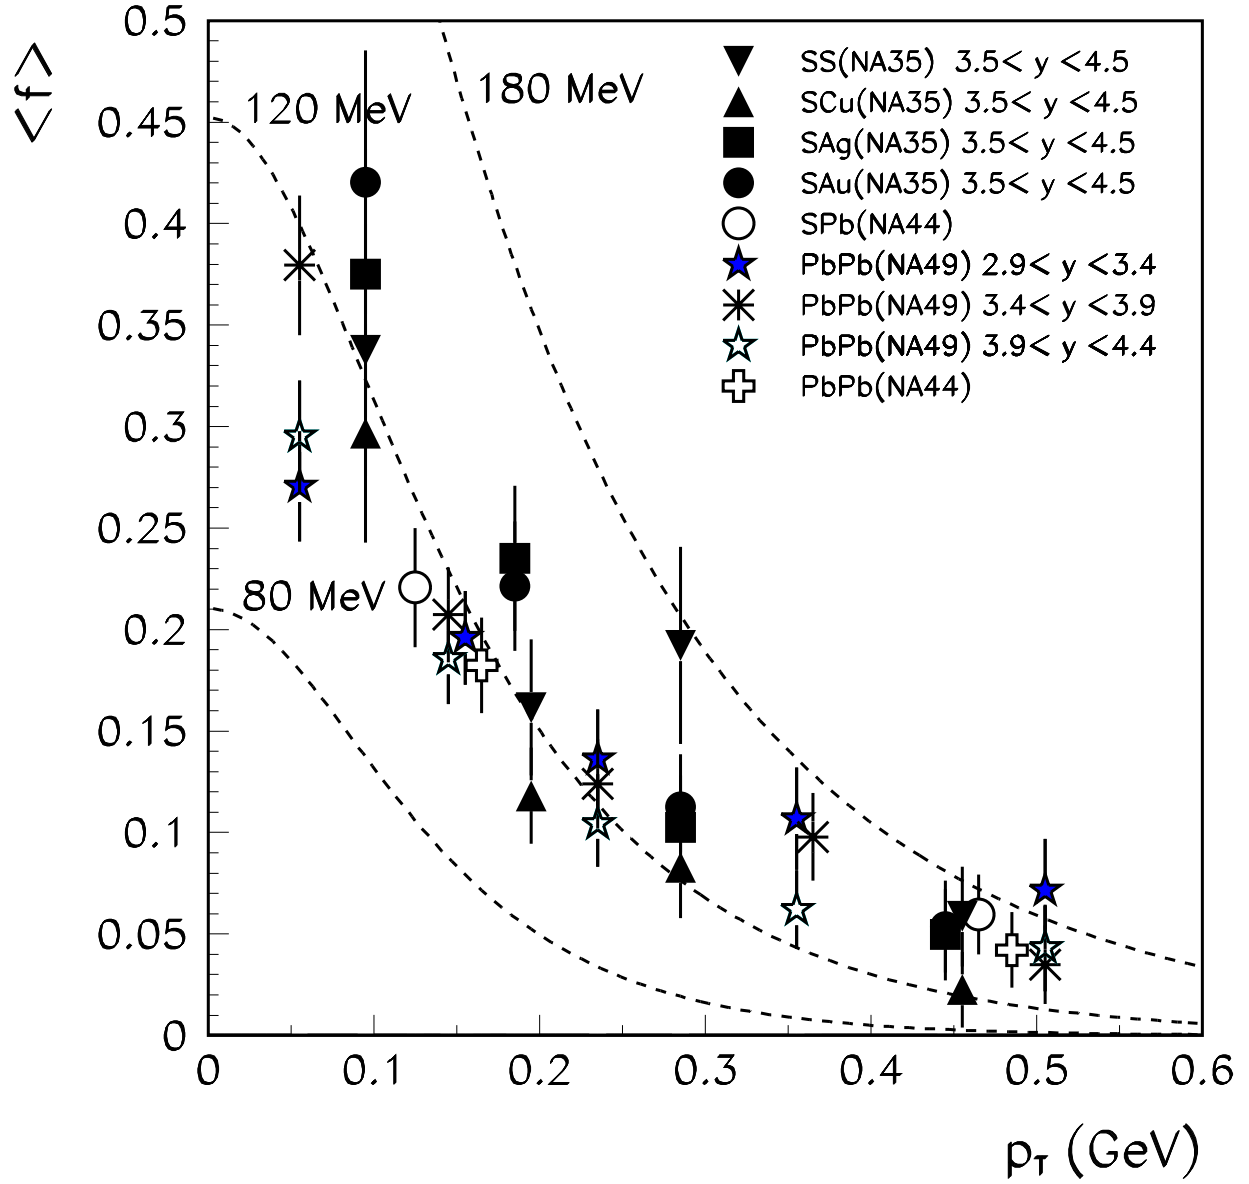 <f>
0.5
0.45
0.4
0.35
0.3
0.25
0.2
0.15
0.1
0.05
0
120 MeV
180 MeV
80 MeV
SS(NA35) 3.5< y <4.5
SCu(NA35) 3.5< y <4.5
SAg(NA35) 3.5< y <4.5
SAu(NA35) 3.5< y <4.5
SPb(NA44)
PbPb(NA49) 2.9< y <3.4
PbPb(NA49) 3.4< y <3.9
PbPb(NA49) 3.9< y <4.4
PbPb(NA44)
0 0.1 0.2 0.3 0.4 0.5 0.6
pT (GeV)